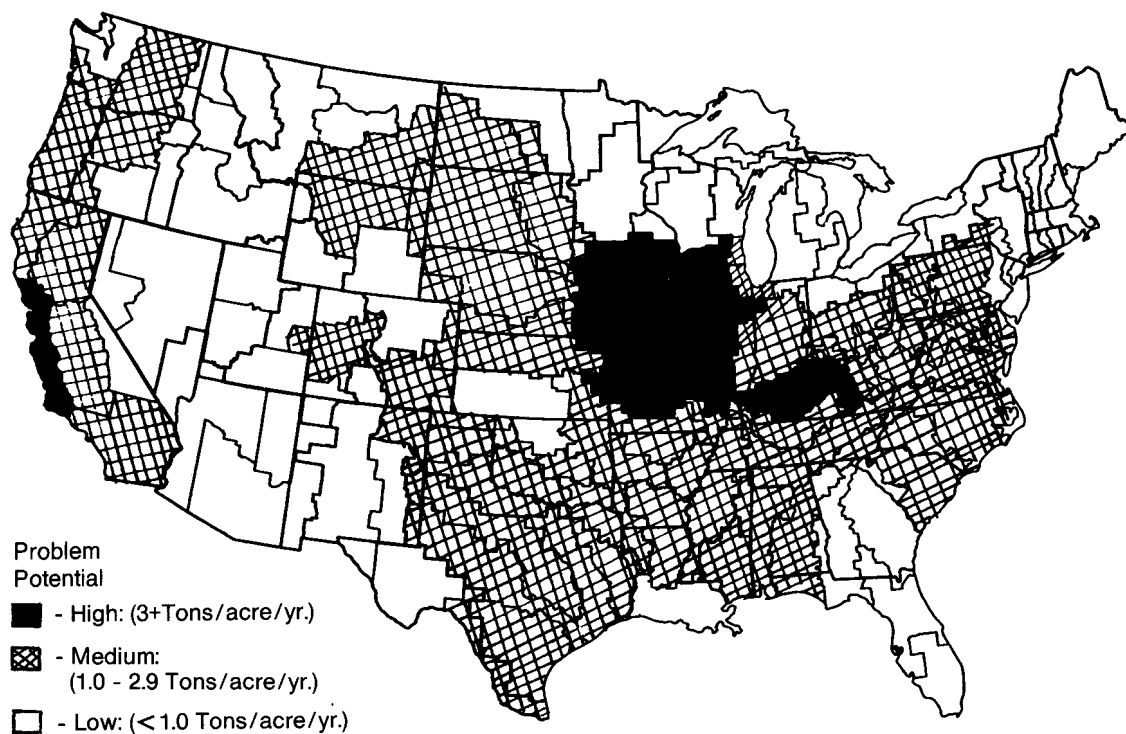 Problem
Potential
- High: (3+Tons/acre/yr.)
- Medium:
(1.0 - 2.9 Tons/acre/yr.)
- Low: (<1.0 Tons/acre/yr.)